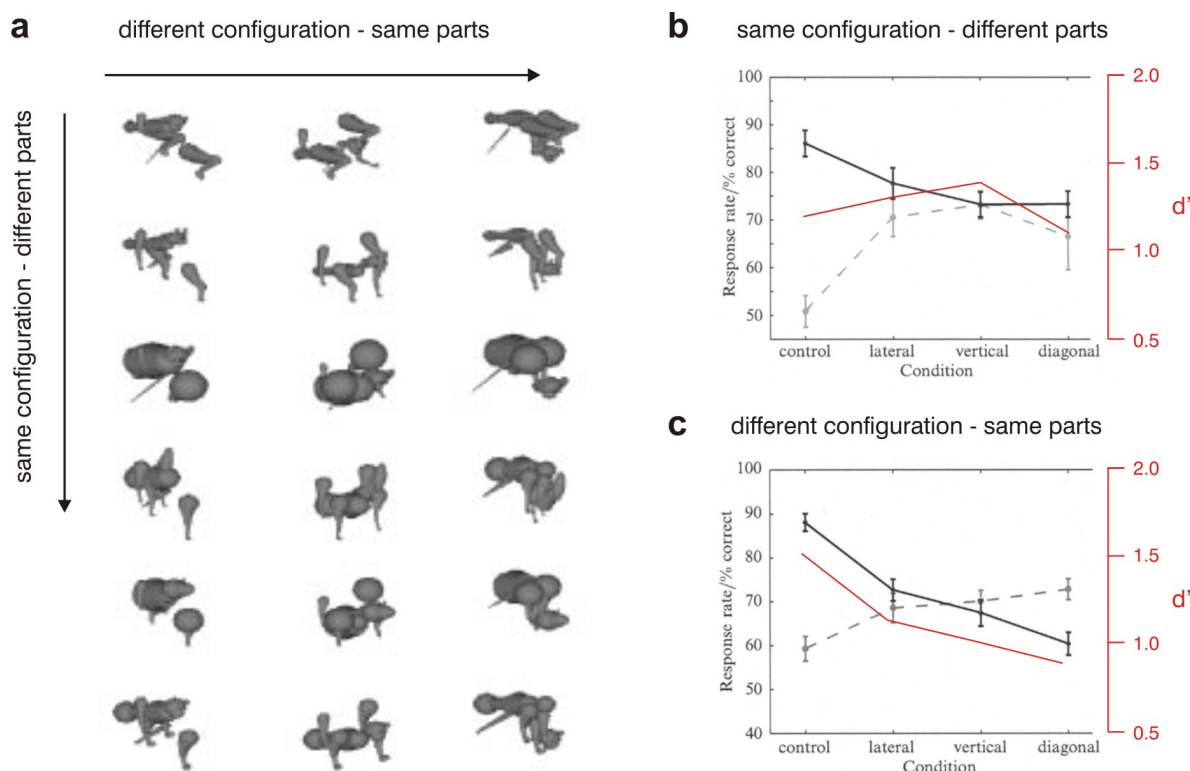 a
different configuration - same parts
same configuration - different parts
b
same configuration - different parts
100
90
80
70
60
50
Response rate/% correct
control
lateral
vertical
diagonal
Condition
2.0
1.5
1.0
0.5
d'
c
different configuration - same parts
100
90
80
70
60
50
40
Response rate/% correct
control
lateral
vertical
diagonal
Condition
2.0
1.5
1.0
0.5
d'